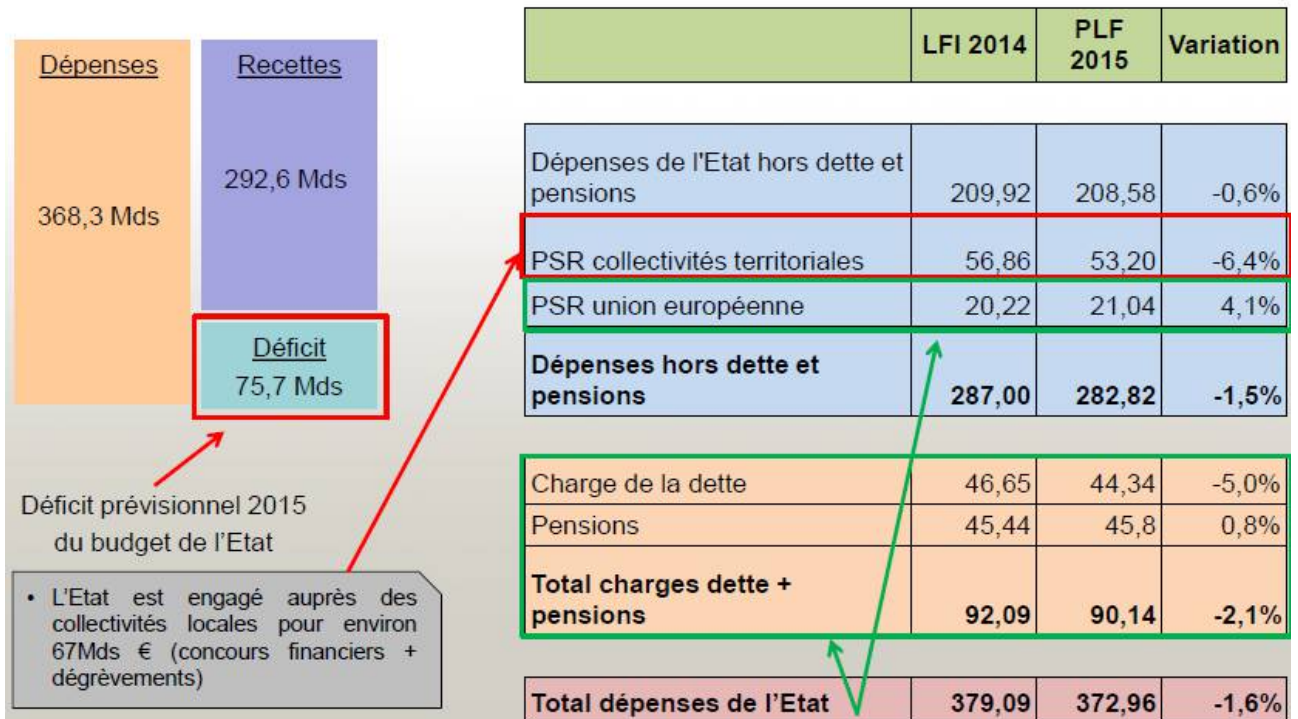 Dépenses
368,3 Mds
Recettes
292,6 Mds
Déficit
75,7 Mds
Déficit prévisionnel 2015
du budget de l'Etat
• L'Etat est engagé auprès des
collectivités locales pour environ
67Mds € (concours financiers +
dégrèvements)
LFI 2014 PLF 2015 Variation
Dépenses de l'Etat hors dette et
pensions 209,92 208,58 -0,6%
PSR collectivités territoriales 56,86 53,20 -6,4%
PSR union européenne 20,22 21,04 4,1%
Dépenses hors dette et
pensions 287,00 282,82 -1,5%
Charge de la dette 46,65 44,34 -5,0%
Pensions 45,44 45,8 0,8%
Total charges dette +
pensions 92,09 90,14 -2,1%
Total dépenses de l'Etat 379,09 372,96 -1,6%